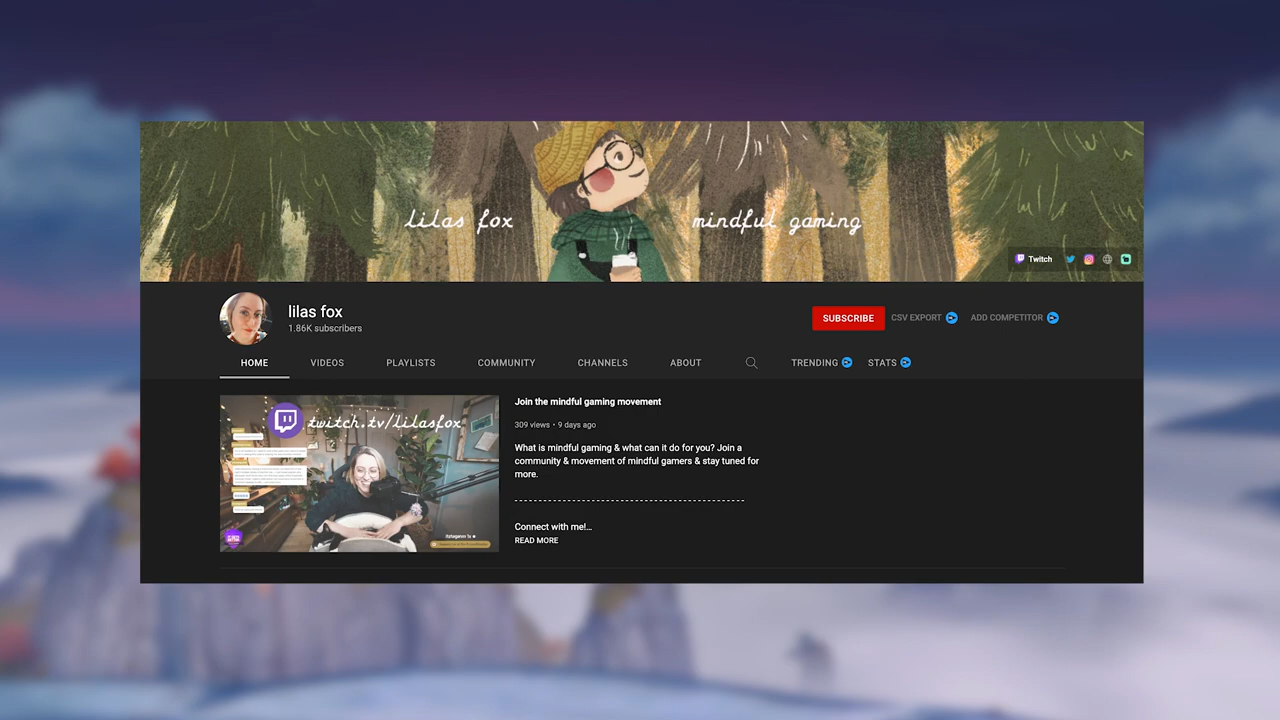 lilas fox
mindful gaming
Twitch
lilas fox
1.86K subscribers
SUBSCRIBE
CSV EXPORT
ADD COMPETITOR
HOME
VIDEOS
PLAYLISTS
COMMUNITY
CHANNELS
ABOUT
TRENDING
STATS
twitch.tv/lilasfox
Join the mindful gaming movement
309 views • 9 days ago
What is mindful gaming & what can it do for you? Join a
community & movement of mindful gamers & stay tuned for
more.
Connect with me!...
READ MORE